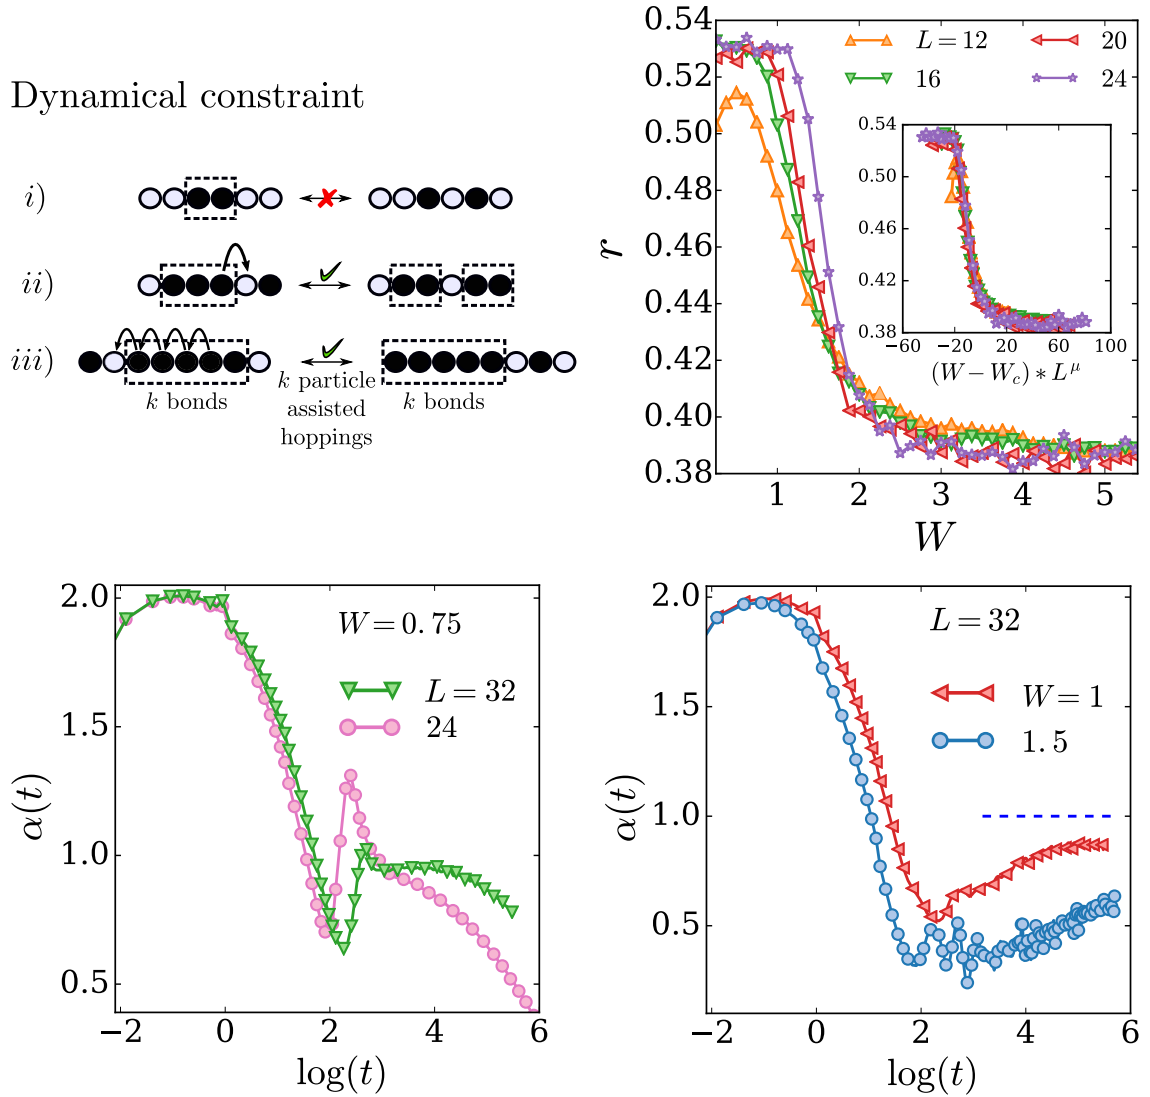 Dynamical constraint
i)
ii)
iii)
k bonds
k particle
assisted
hoppings
k bonds
0.54
0.52
0.50
0.48
0.46
0.44
0.42
0.40
0.38
r
1 2 3 4 5
W
L = 12
16
20
24
0.54
0.50
0.46
0.42
0.38
−60 −20 20 60 100
(W − W_c) ∗ L^μ
2.0
1.5
1.0
0.5
α(t)
−2 0 2 4 6
log(t)
W = 0.75
L = 32
24
2.0
1.5
1.0
0.5
α(t)
−2 0 2 4 6
log(t)
L = 32
W = 1
1.5